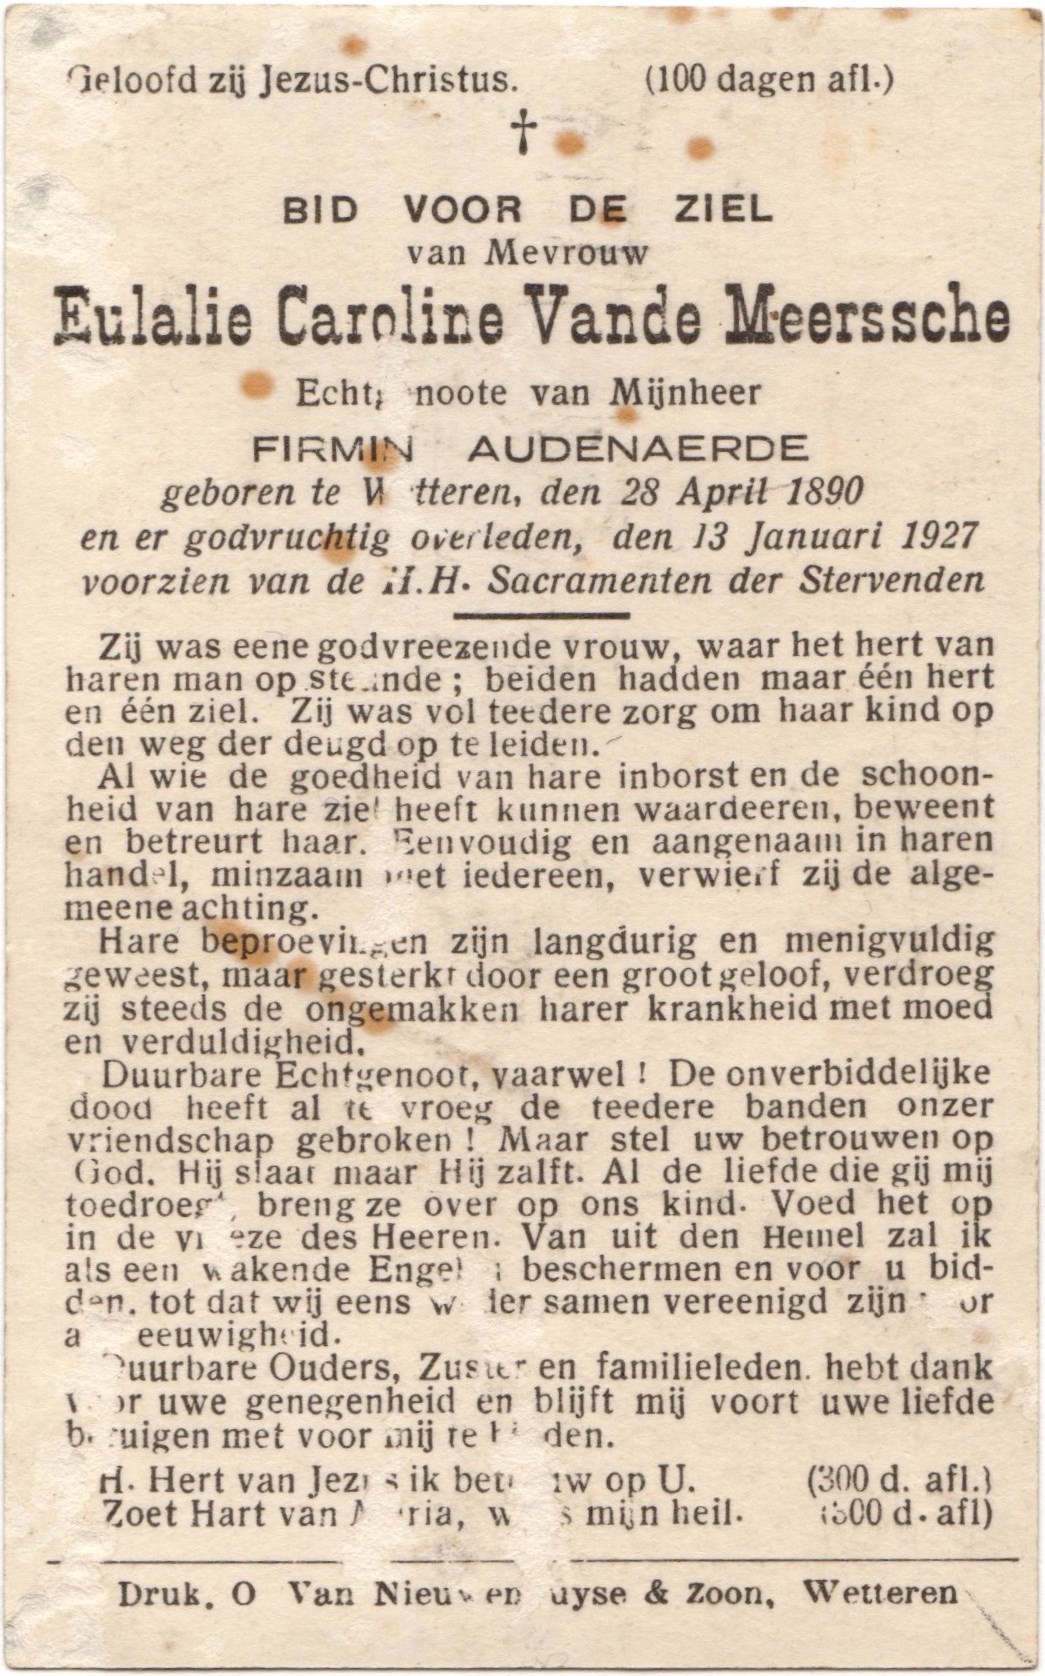 Geloofd zij Jezus-Christus. (100 dagen afl.)
†
BID VOOR DE ZIEL
van Mevrouw
Eulalie Caroline Vande Meerssche
Echtgenoote van Mijnheer
FIRMIN AUDENAERDE
geboren te Wetteren, den 28 April 1890
en er godvruchtig overleden, den 13 Januari 1927
voorzien van de H.H. Sacramenten der Stervenden
Zij was eene godvreezende vrouw, waar het hert van
haren man op steunde ; beiden hadden maar één hert
en één ziel. Zij was vol teedere zorg om haar kind op
den weg der deugd op te leiden.
Al wie de goedheid van hare inborst en de schoon-
heid van hare ziel heeft kunnen waardeeren, beweent
en betreurt haar. Eenvoudig en aangenaam in haren
handel, minzaam met iedereen, verwierf zij de alge-
meene achting.
Hare beproevingen zijn langdurig en menigvuldig
geweest, maar gesterkt door een groot geloof, verdroeg
zij steeds de ongemakken harer krankheid met moed
en verduldigheid.
Duurbare Echtgenoot, vaarwel ! De onverbiddelijke
dood heeft al te vroeg de teedere banden onzer
vriendschap gebroken ! Maar stel uw betrouwen op
God. Hij slaat maar Hij zalft. Al de liefde die gij mij
toedroegt, breng ze over op ons kind. Voed het op
in de vreeze des Heeren. Van uit den Hemel zal ik
als een wakende Engel u beschermen en voor u bid-
den, tot dat wij eens weder samen vereenigd zijn voor
a eeuwigheid.
Duurbare Ouders, Zuster en familieleden, hebt dank
voor uwe genegenheid en blijft mij voort uwe liefde
betuigen met voor mij te bidden.
H. Hert van Jezus ik betrouw op U. (300 d. afl.)
Zoet Hart van Maria, wees mijn heil. (300 d. afl)
Druk. O Van Nieuwenhuyse & Zoon, Wetteren